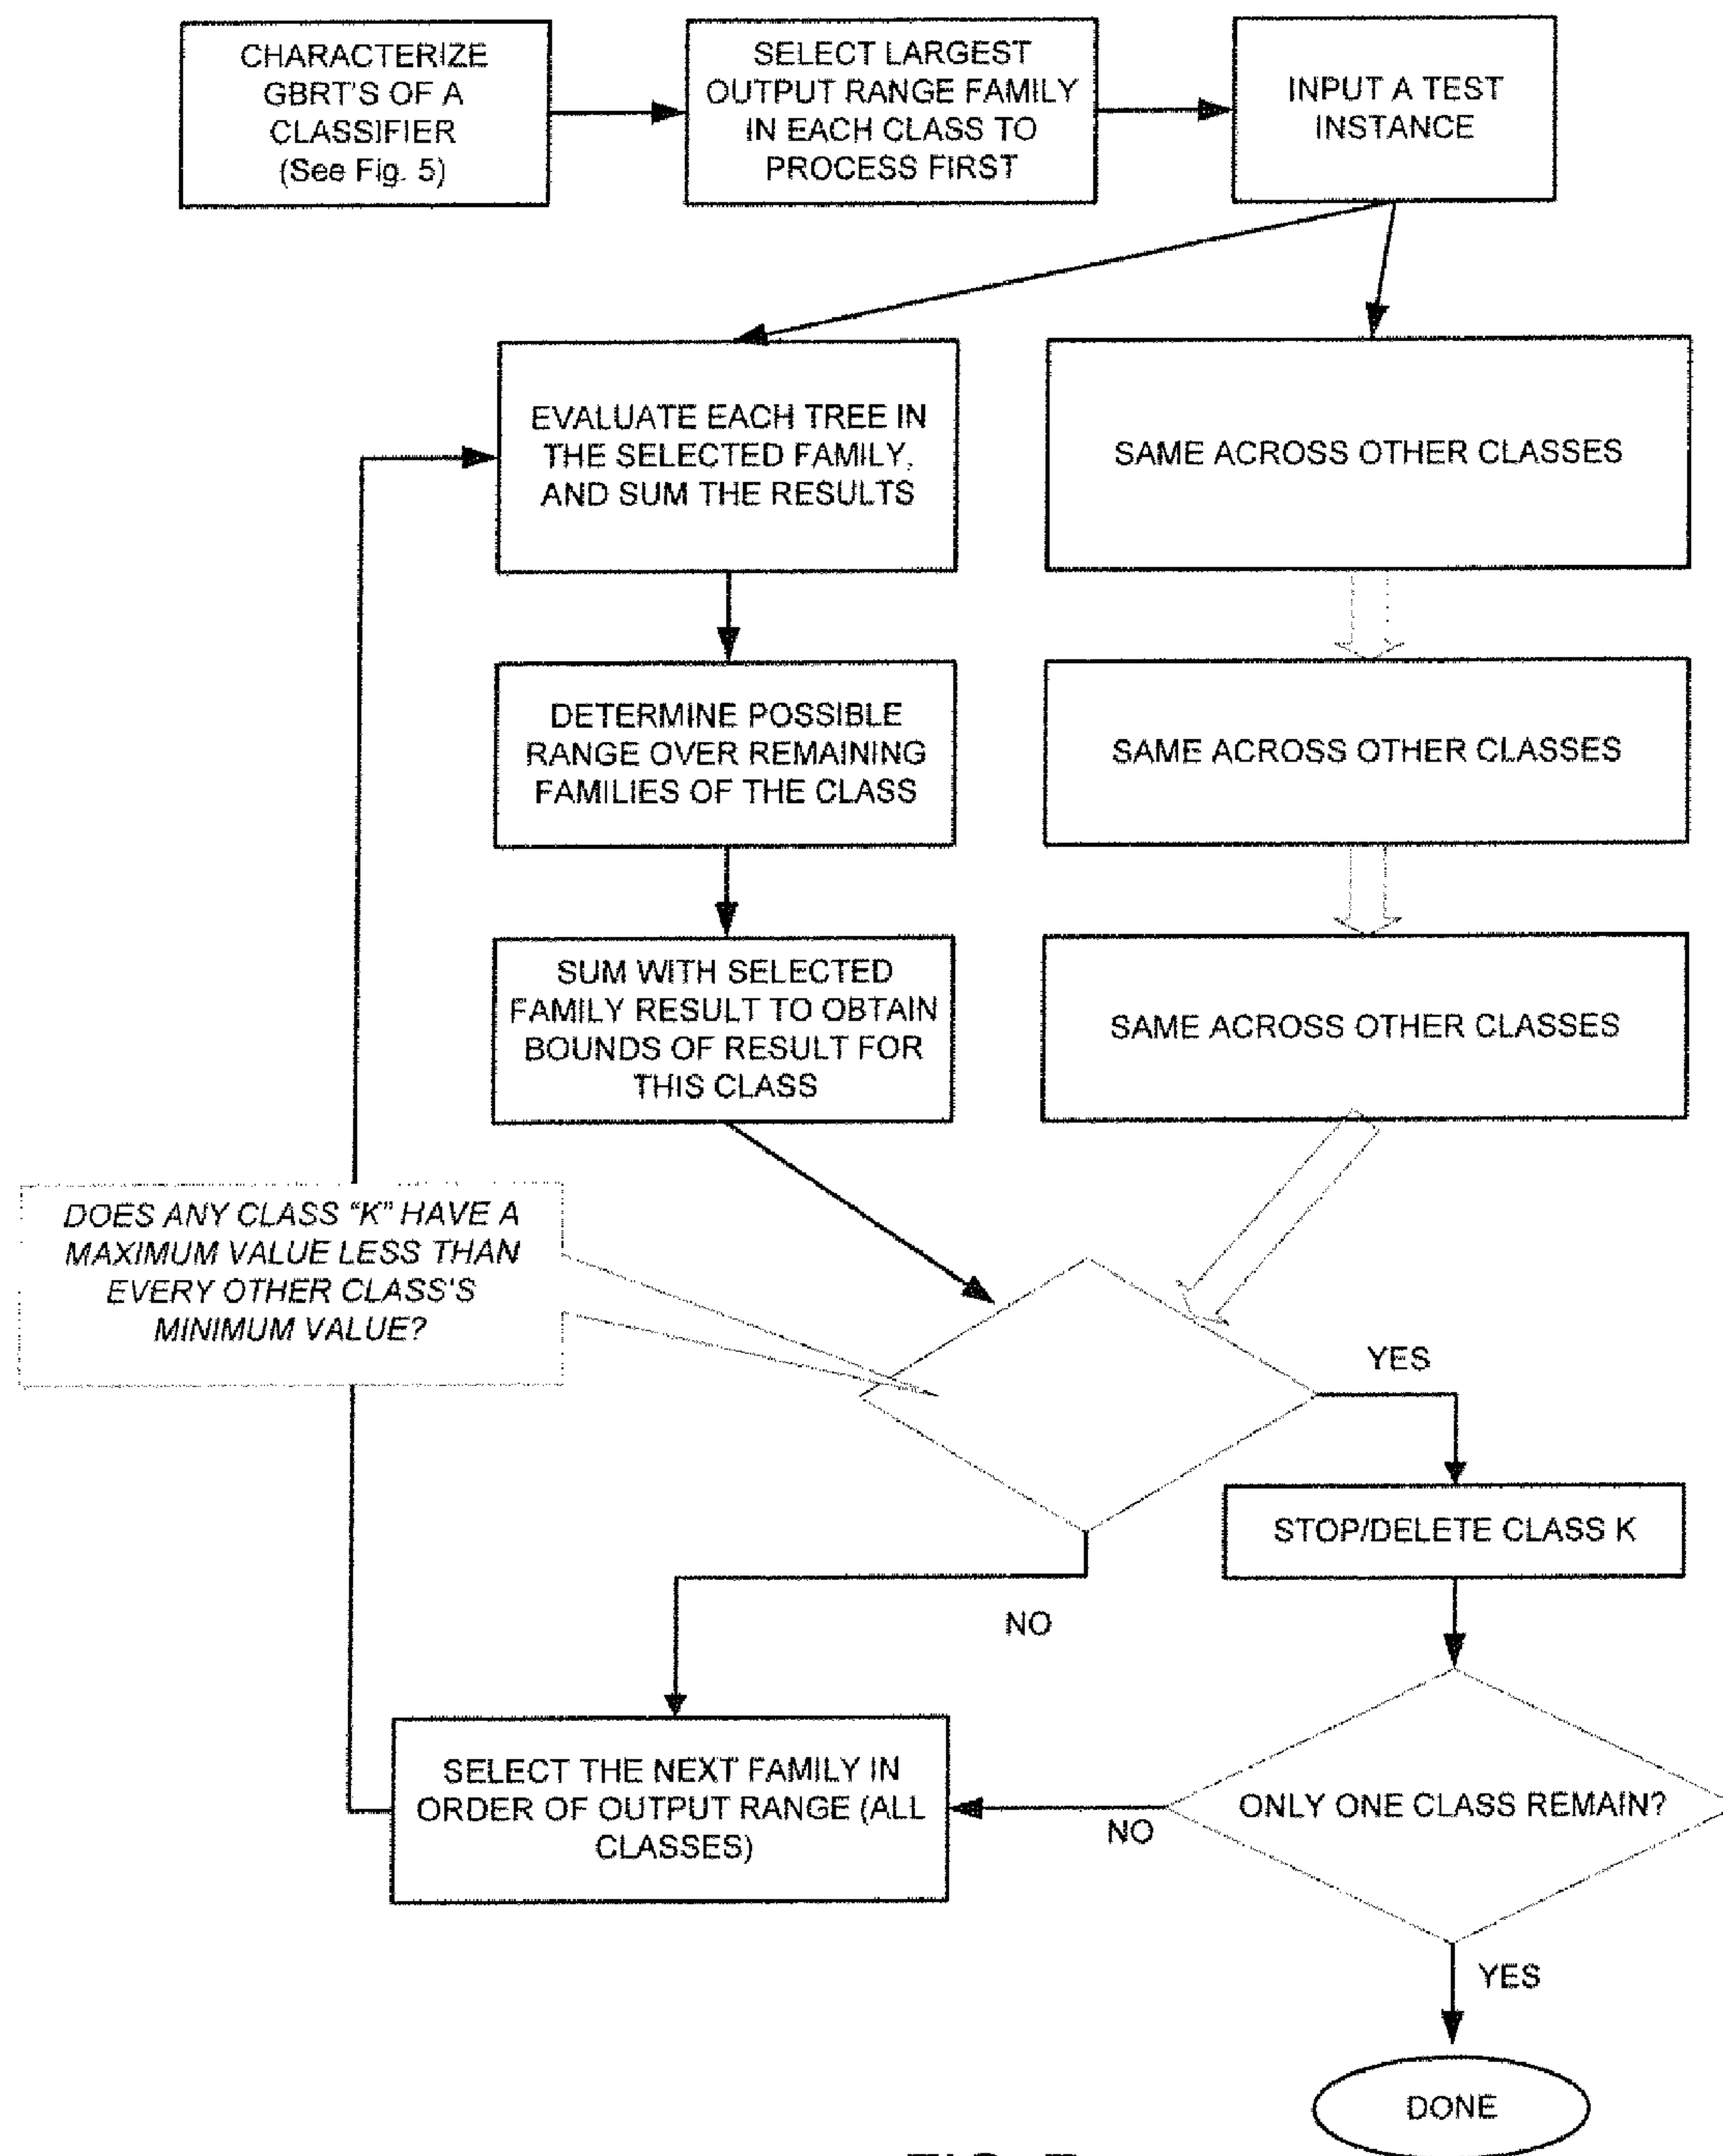 CHARACTERIZE
GBRT'S OF A
CLASSIFIER
(See Fig. 5)
SELECT LARGEST
OUTPUT RANGE FAMILY
IN EACH CLASS TO
PROCESS FIRST
INPUT A TEST
INSTANCE
EVALUATE EACH TREE IN
THE SELECTED FAMILY,
AND SUM THE RESULTS
SAME ACROSS OTHER CLASSES
DETERMINE POSSIBLE
RANGE OVER REMAINING
FAMILIES OF THE CLASS
SAME ACROSS OTHER CLASSES
SUM WITH SELECTED
FAMILY RESULT TO OBTAIN
BOUNDS OF RESULT FOR
THIS CLASS
SAME ACROSS OTHER CLASSES
DOES ANY CLASS "K" HAVE A
MAXIMUM VALUE LESS THAN
EVERY OTHER CLASS'S
MINIMUM VALUE?
YES
STOP/DELETE CLASS K
NO
SELECT THE NEXT FAMILY IN
ORDER OF OUTPUT RANGE (ALL
CLASSES)
ONLY ONE CLASS REMAIN?
NO
YES
DONE